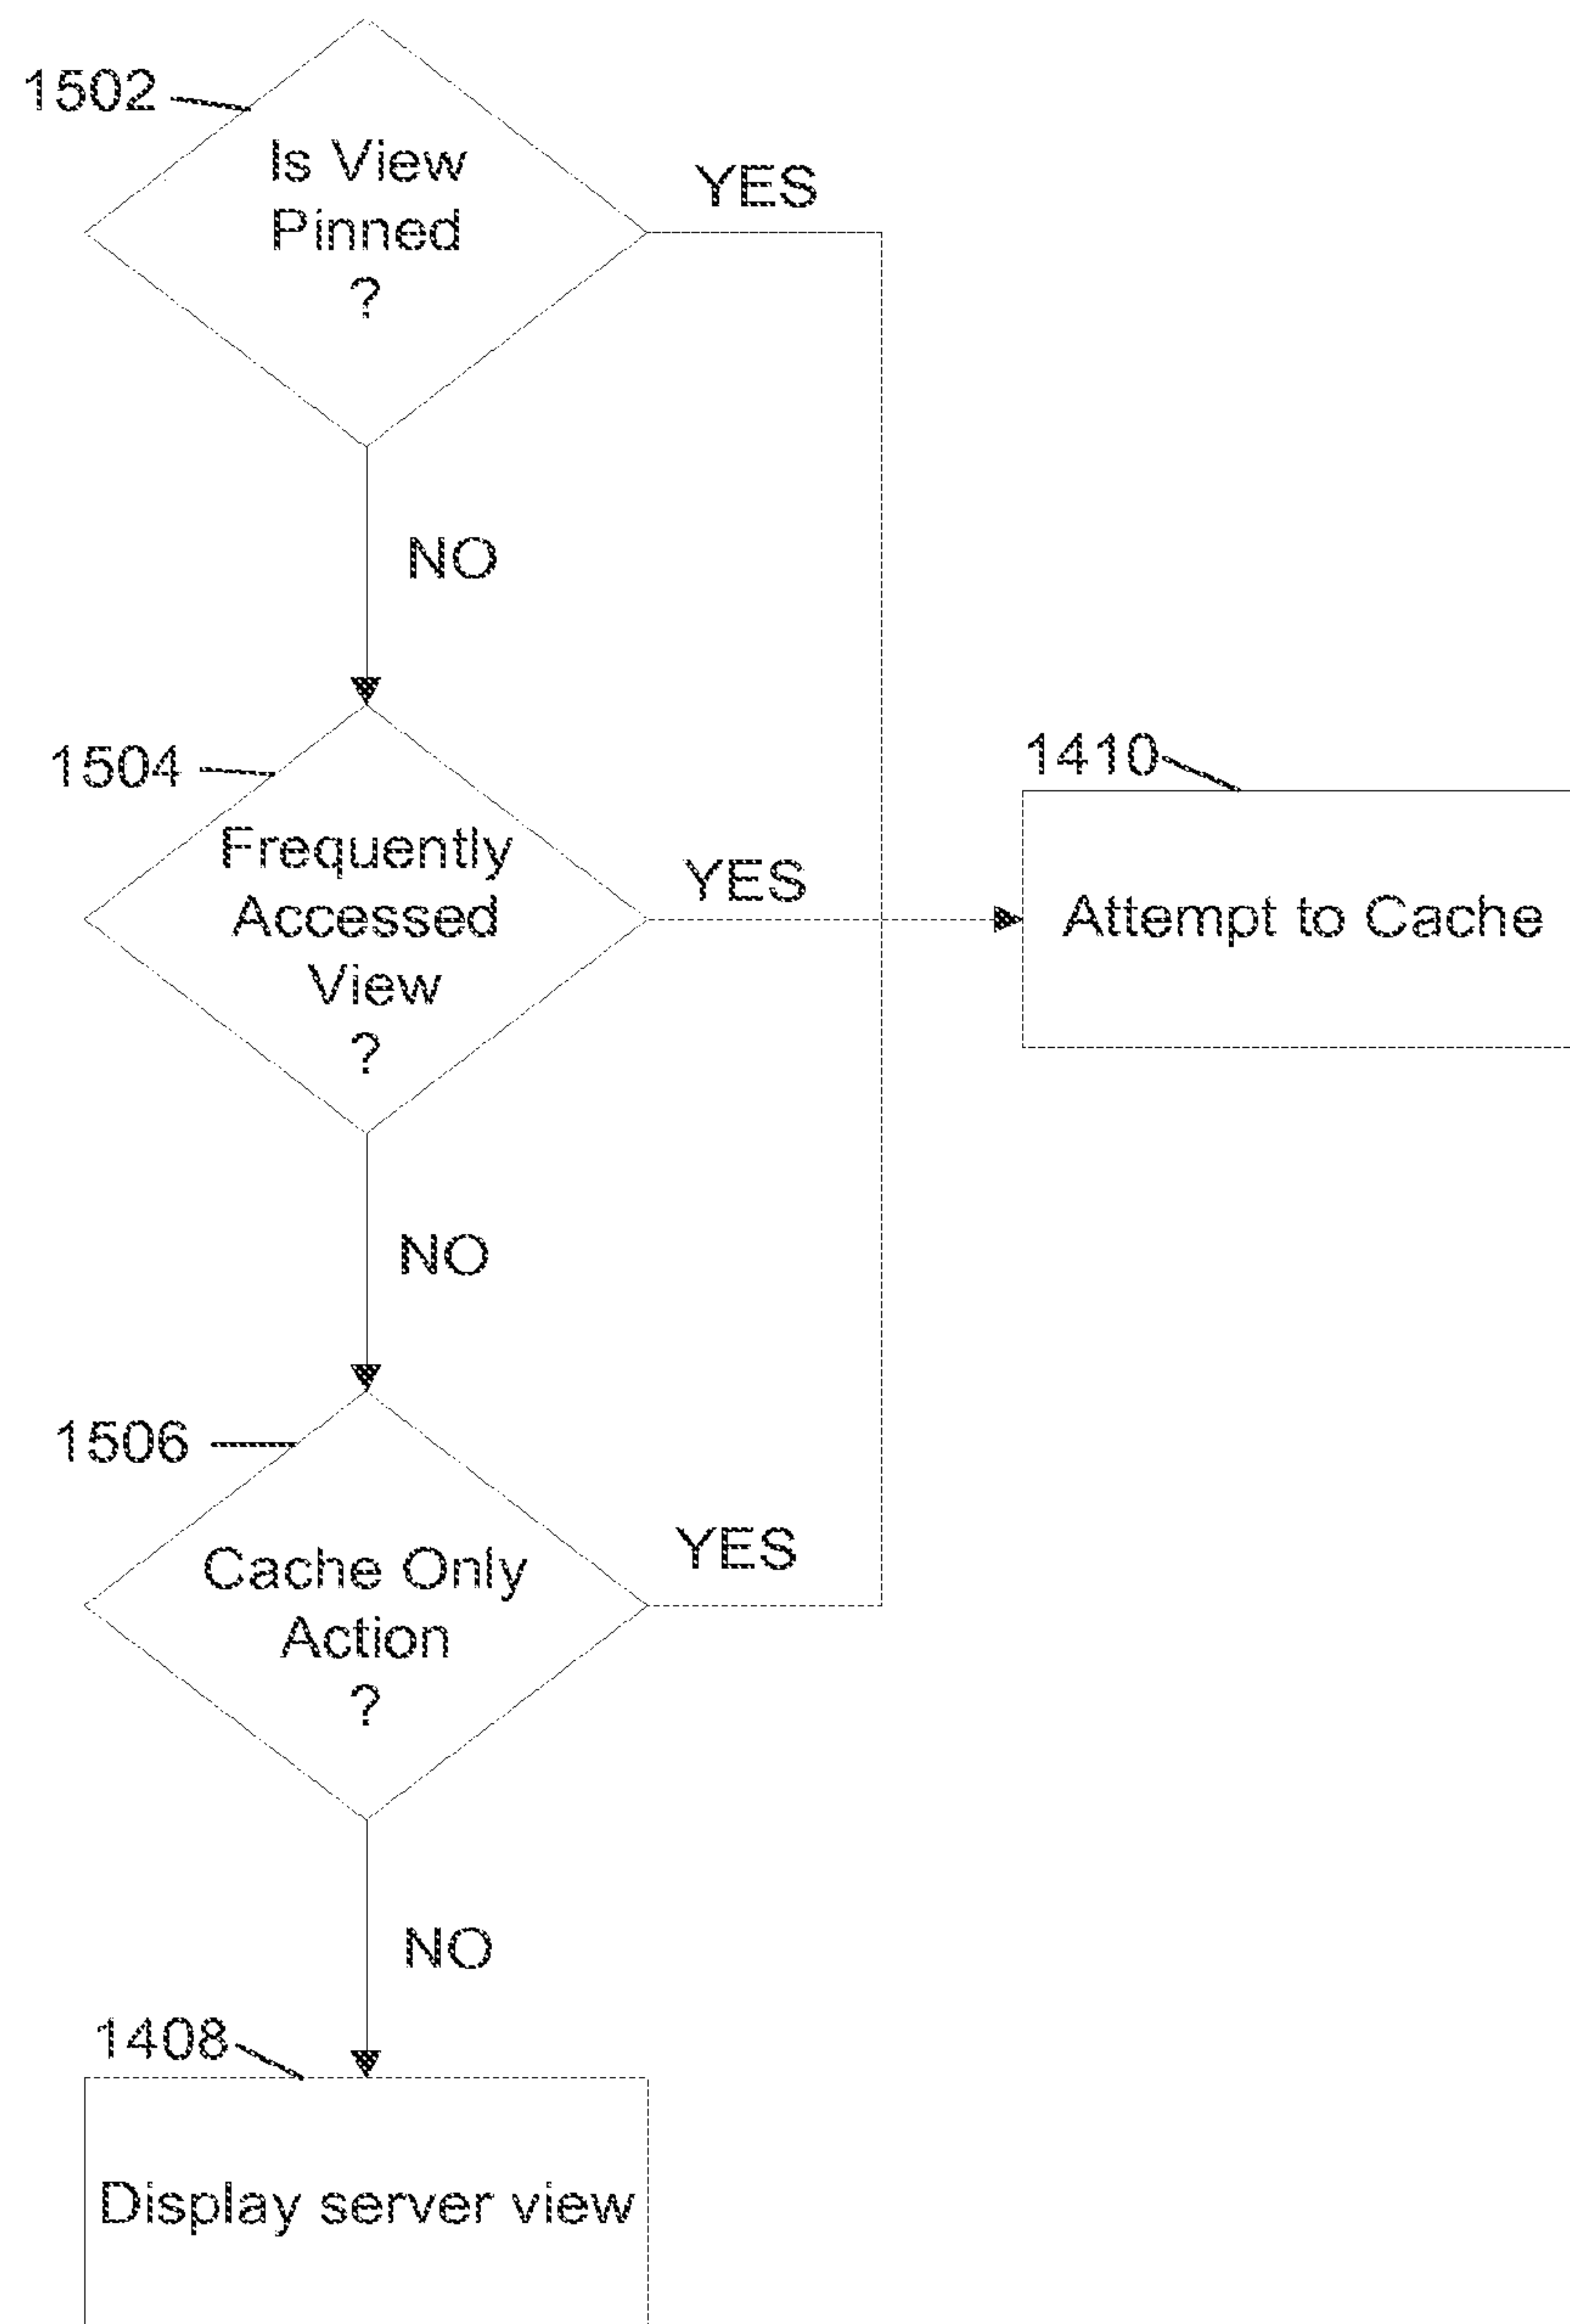 1502
Is View
Pinned
?
YES
NO
1504
Frequently
Accessed
View
?
YES
1410
Attempt to Cache
NO
1506
Cache Only
Action
?
YES
NO
1408
Display server view